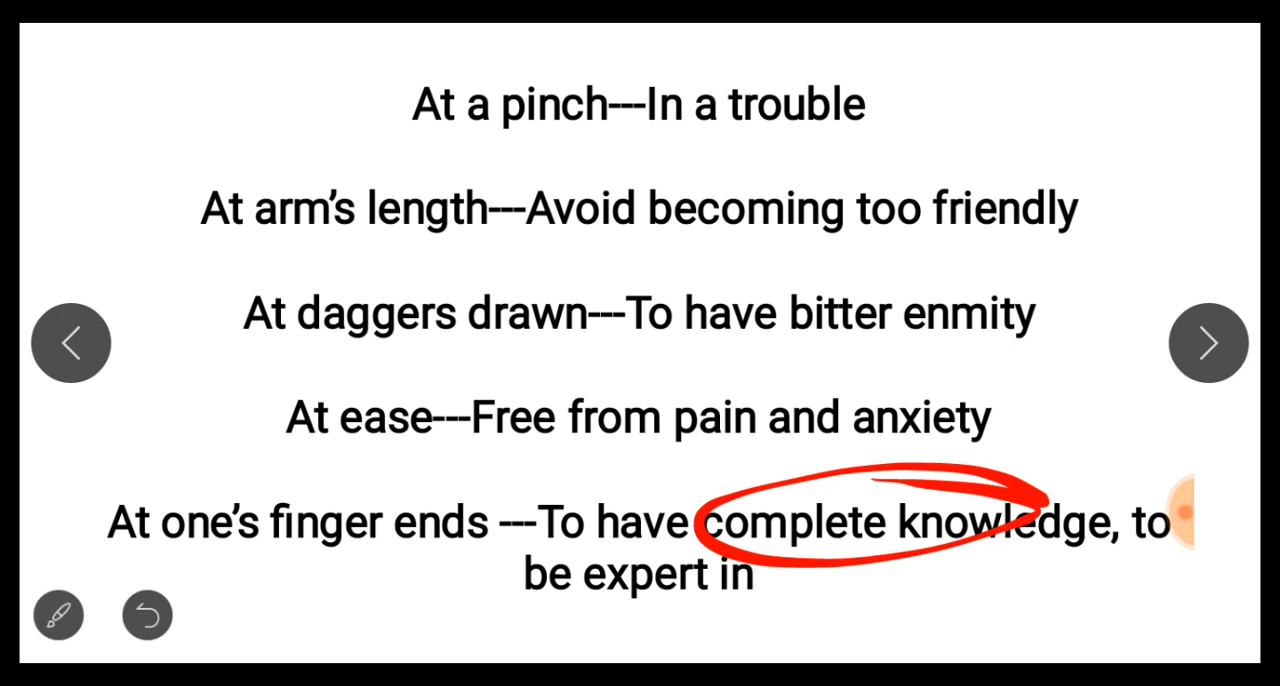 At a pinch---In a trouble
At arm's length---Avoid becoming too friendly
At daggers drawn---To have bitter enmity
At ease---Free from pain and anxiety
At one's finger ends ---To have complete knowledge, to
be expert in